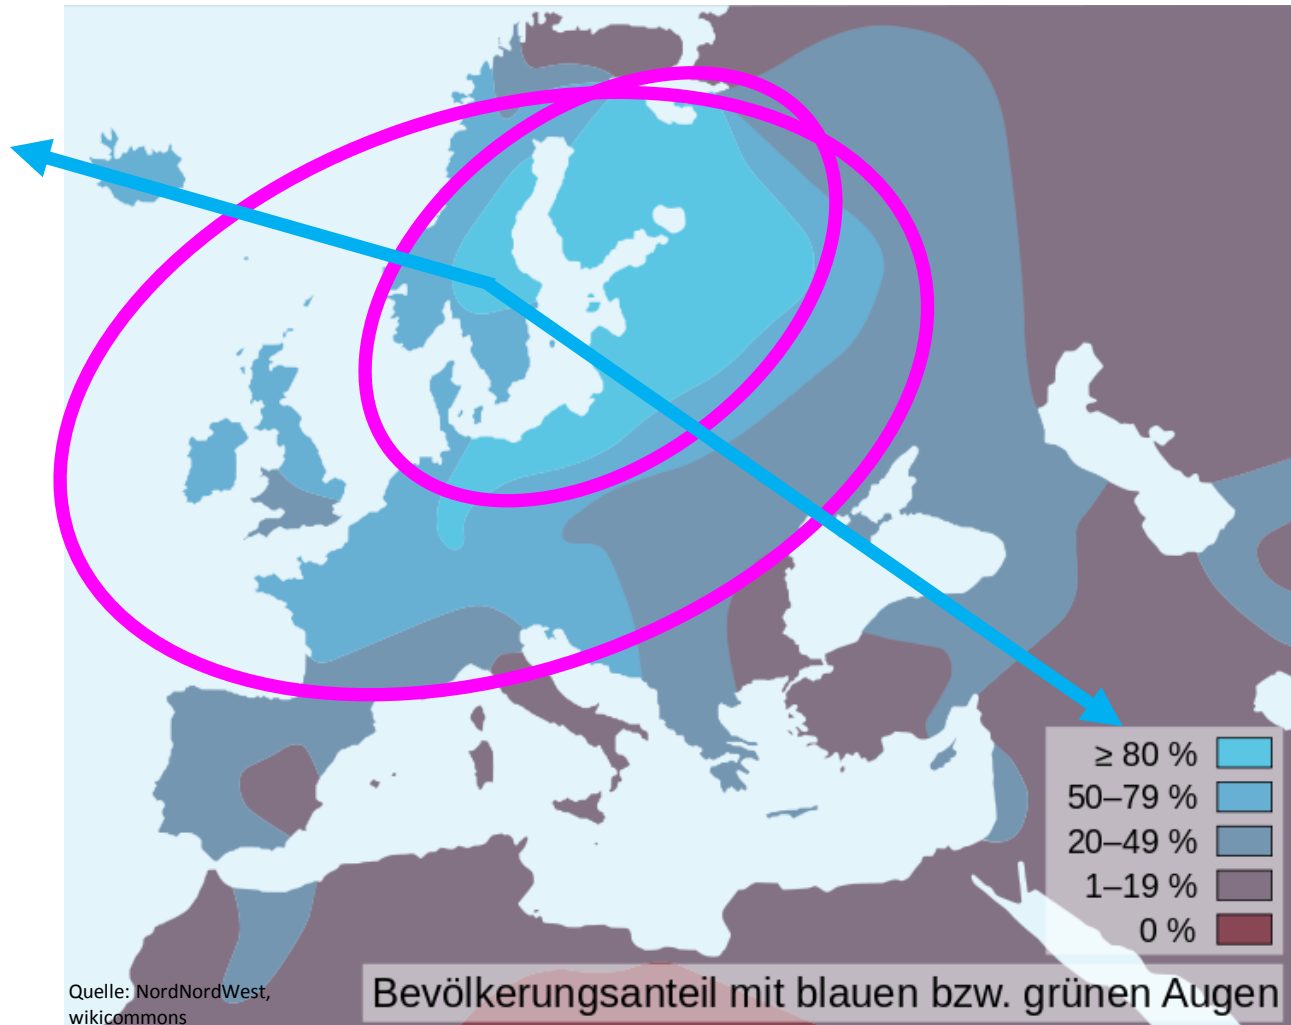 ≥ 80 %
50–79 %
20–49 %
1–19 %
0 %
Quelle: NordNordWest,
wikicommons
Bevölkerungsanteil mit blauen bzw. grünen Augen